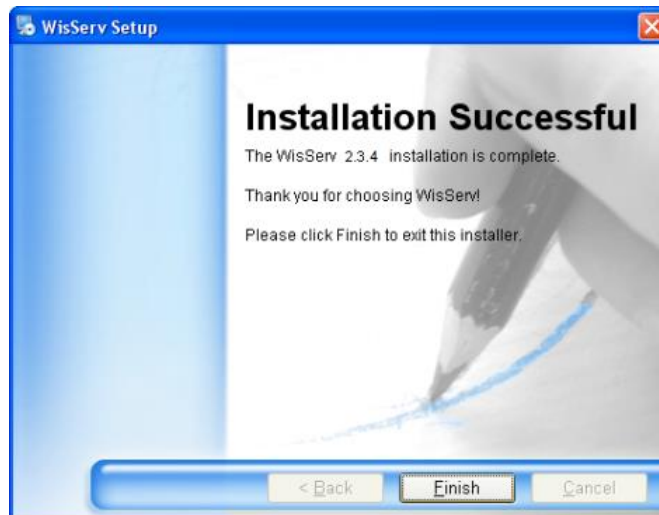 WisServ Setup
Installation Successful
The WisServ 2.3.4 installation is complete.
Thank you for choosing WisServ!
Please click Finish to exit this installer.
< Back
Finish
Cancel